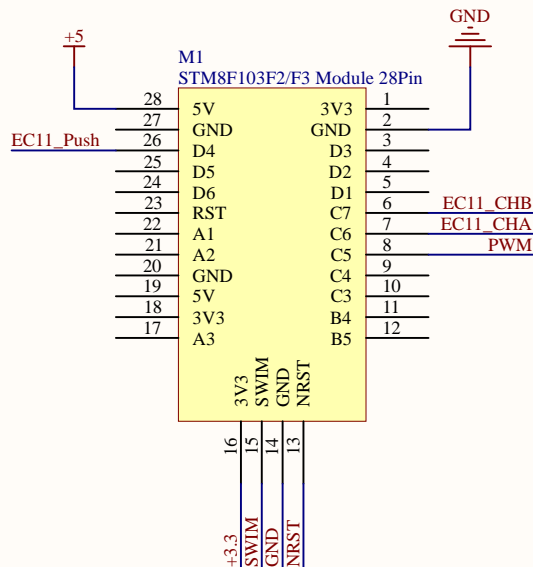 +5
GND
M1
STM8F103F2/F3 Module 28Pin
28 5V 3V3 1
27 GND GND 2
EC11_Push 26 D4 D3 3
25 D5 D2 4
24 D6 D1 5
23 RST C7 6 EC11_CHB
22 A1 C6 7 EC11_CHA
21 A2 C5 8 PWM
20 GND C4 9
19 5V C3 10
18 3V3 B4 11
17 A3 B5 12
3V3 SWIM GND NRST
16 15 14 13
+3.3 SWIM GND NRST